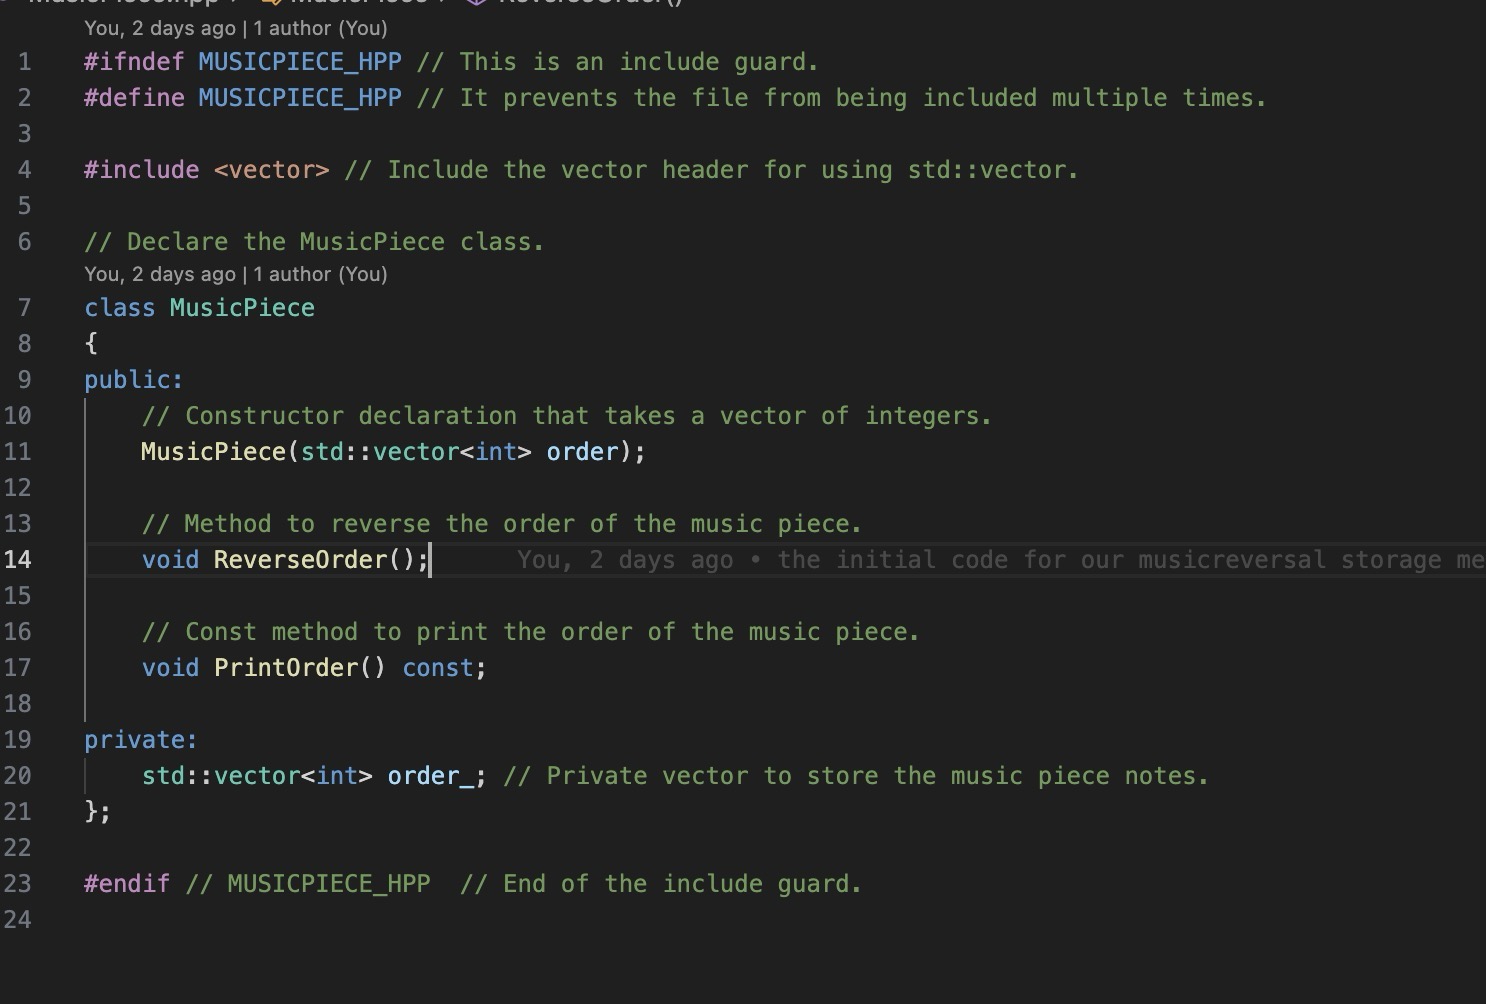 You, 2 days ago | 1 author (You)
1 #ifndef MUSICPIECE_HPP // This is an include guard.
2 #define MUSICPIECE_HPP // It prevents the file from being included multiple times.
3
4 #include <vector> // Include the vector header for using std::vector.
5
6 // Declare the MusicPiece class.
You, 2 days ago | 1 author (You)
7 class MusicPiece
8 {
9 public:
10     // Constructor declaration that takes a vector of integers.
11     MusicPiece(std::vector<int> order);
12
13     // Method to reverse the order of the music piece.
14     void ReverseOrder();      You, 2 days ago • the initial code for our musicreversal storage me
15
16     // Const method to print the order of the music piece.
17     void PrintOrder() const;
18
19 private:
20     std::vector<int> order_; // Private vector to store the music piece notes.
21 };
22
23 #endif // MUSICPIECE_HPP  // End of the include guard.
24